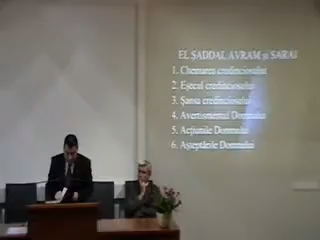 EL ȘADDAI, AVRAM și SARAI
1. Chemarea credinciosului
2. Eșecul credinciosului
3. Șansa credinciosului
4. Avertismentul Domnului
5. Acțiunile Domnului
6. Așteptările Domnului